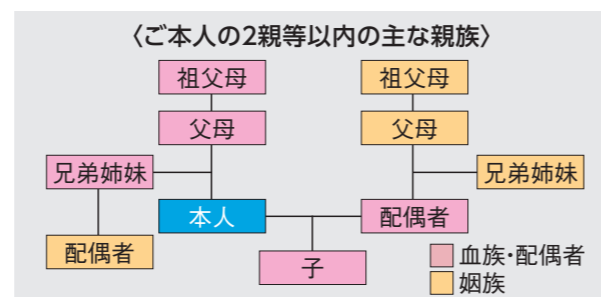 〈ご本人の2親等以内の主な親族〉
祖父母
祖父母
父母
父母
兄弟姉妹
兄弟姉妹
本人
配偶者
配偶者
子
血族・配偶者
姻族